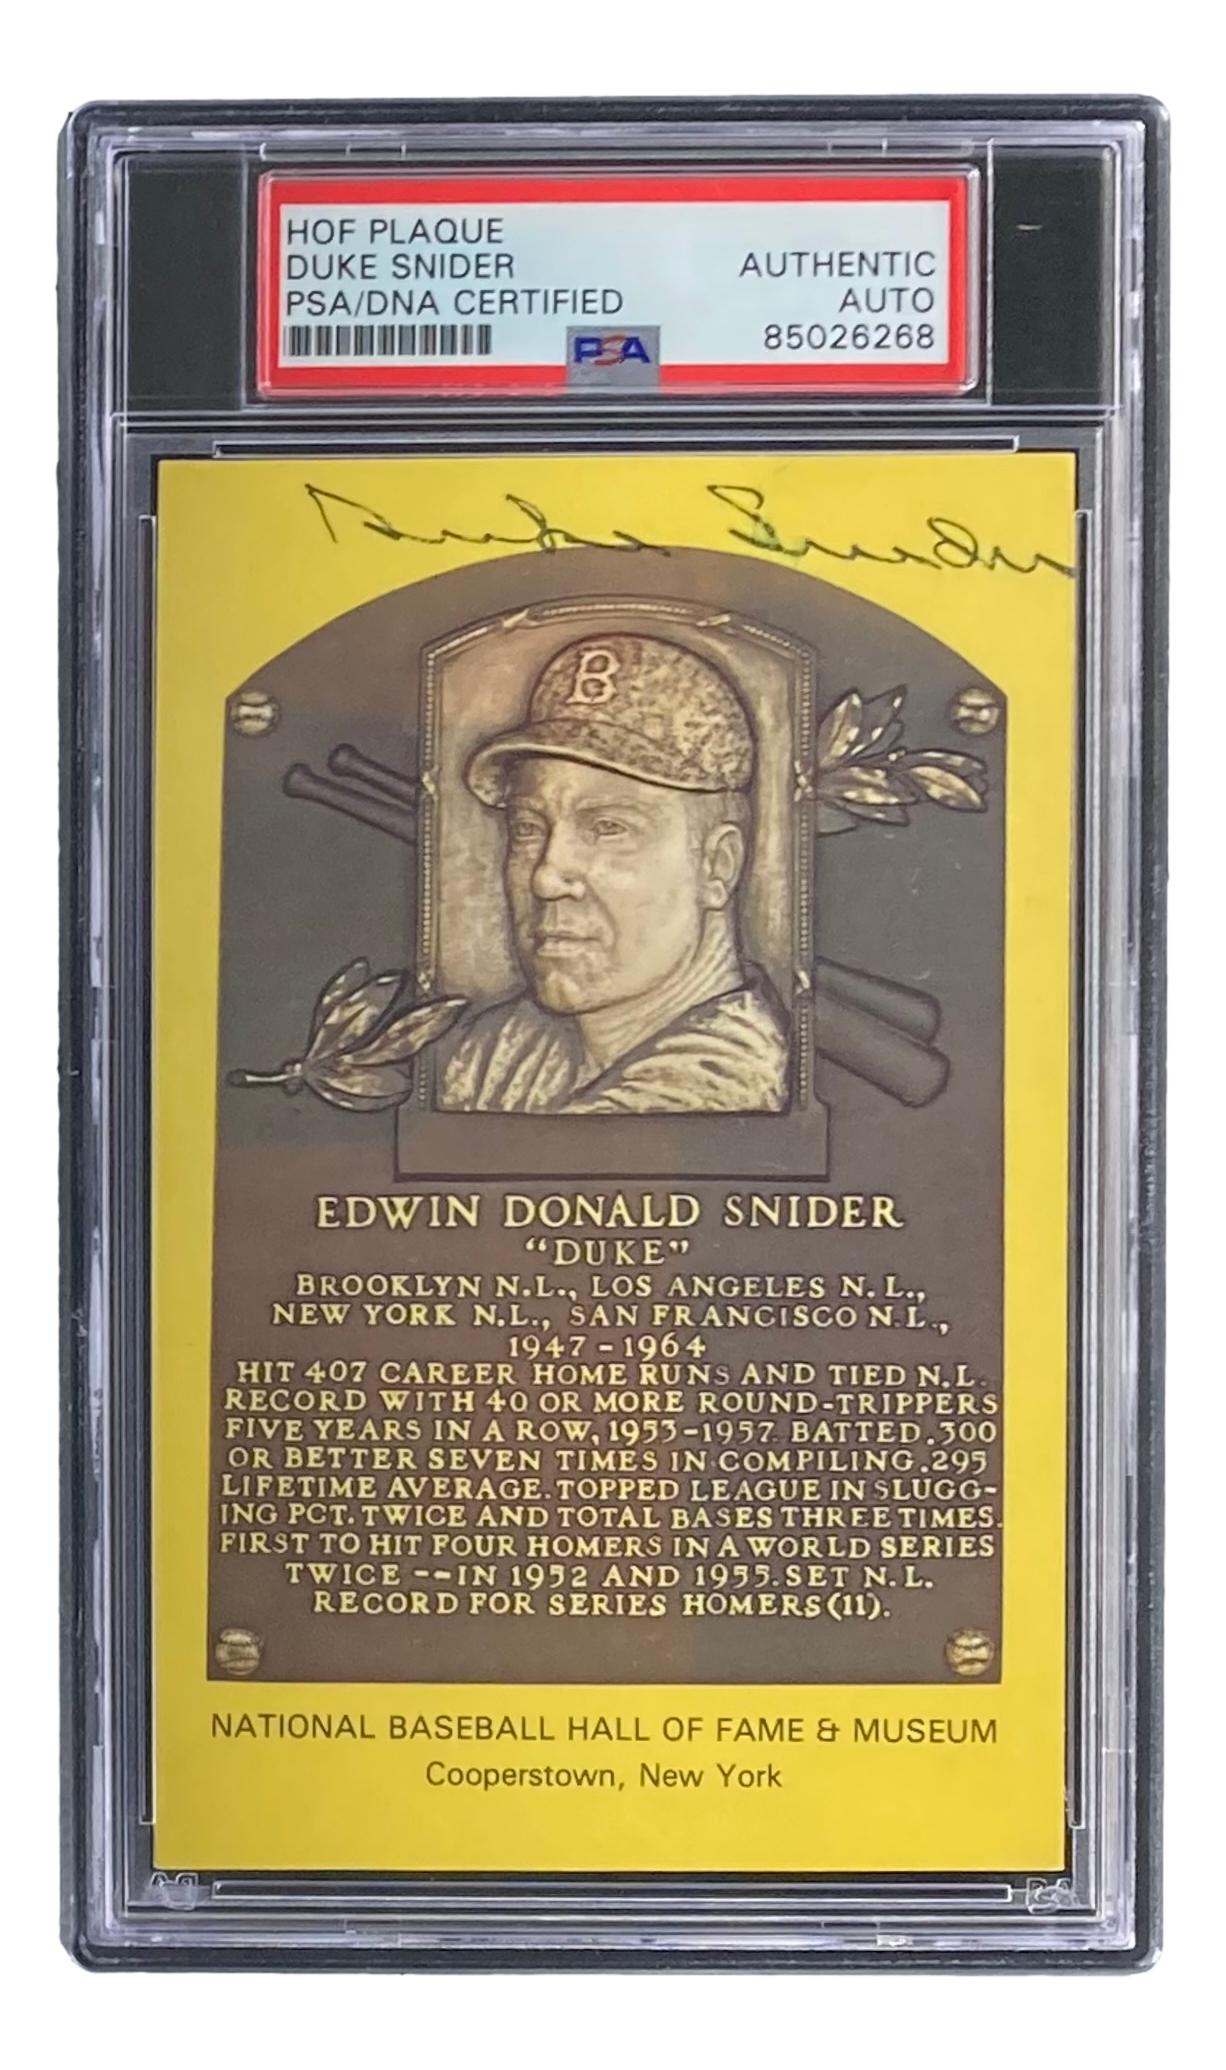 HOF PLAQUE
DUKE SNIDER
PSA/DNA CERTIFIED
AUTHENTIC
AUTO
85026268
PSA
Duke Snider
B
EDWIN DONALD SNIDER
“DUKE”
BROOKLYN N.L., LOS ANGELES N.L.,
NEW YORK N.L., SAN FRANCISCO N.L.,
1947-1964
HIT 407 CAREER HOME RUNS AND TIED N.L.
RECORD WITH 40 OR MORE ROUND-TRIPPERS
FIVE YEARS IN A ROW, 1953-1957. BATTED .300
OR BETTER SEVEN TIMES IN COMPILING .295
LIFETIME AVERAGE. TOPPED LEAGUE IN SLUGG-
ING PCT. TWICE AND TOTAL BASES THREE TIMES.
FIRST TO HIT FOUR HOMERS IN A WORLD SERIES
TWICE --IN 1952 AND 1955. SET N.L.
RECORD FOR SERIES HOMERS (11).
NATIONAL BASEBALL HALL OF FAME & MUSEUM
Cooperstown, New York